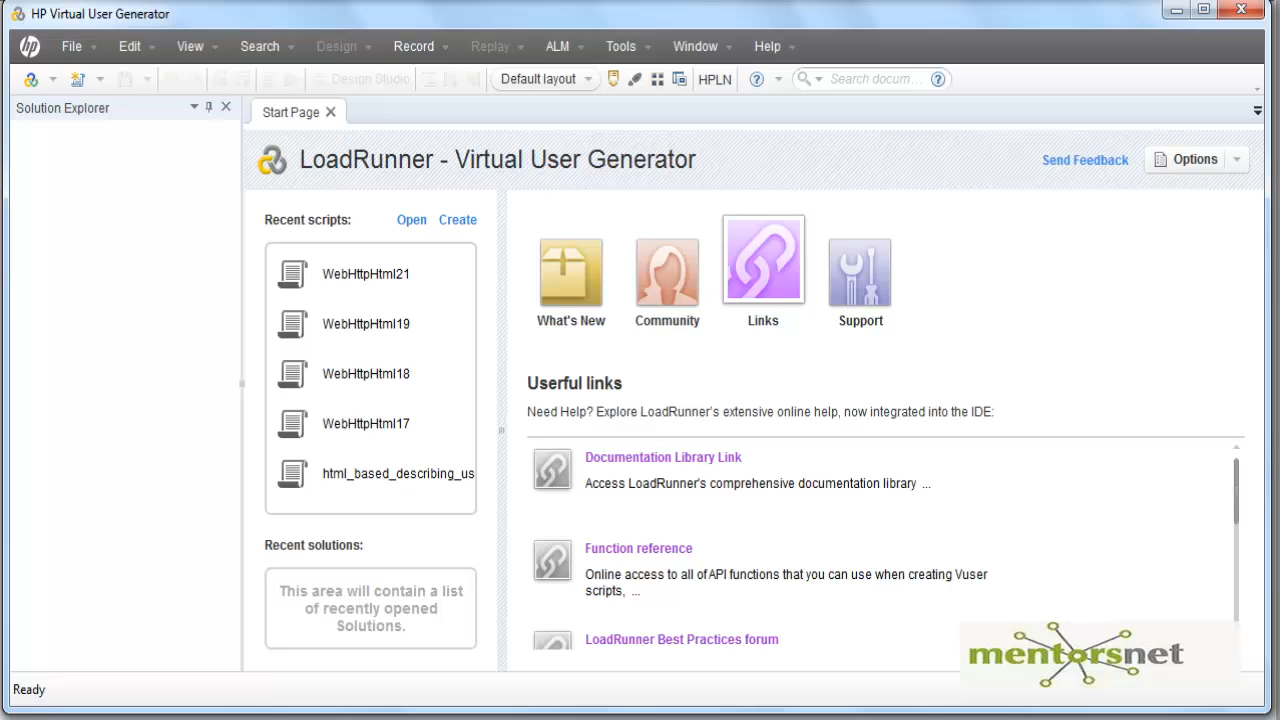 HP Virtual User Generator
hp File Edit View Search Design Record Replay ALM Tools Window Help
Design Studio Default layout HPLN ? Search docum... ?
Solution Explorer
Start Page
LoadRunner - Virtual User Generator
Send Feedback
Options
Recent scripts: Open Create
WebHttpHtml21
WebHttpHtml19
WebHttpHtml18
WebHttpHtml17
html_based_describing_us
Recent solutions:
This area will contain a list
of recently opened
Solutions.
What's New Community Links Support
Userful links
Need Help? Explore LoadRunner's extensive online help, now integrated into the IDE:
Documentation Library Link
Access LoadRunner's comprehensive documentation library ...
Function reference
Online access to all of API functions that you can use when creating Vuser
scripts, ...
LoadRunner Best Practices forum
mentorsnet
Ready